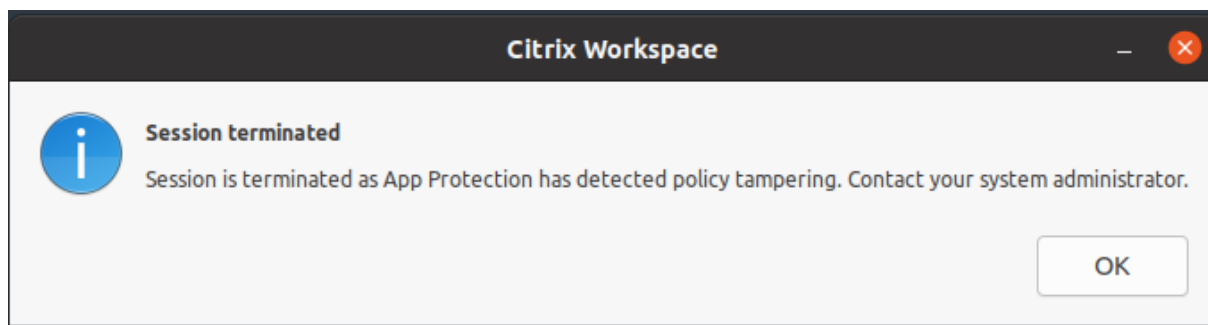 Citrix Workspace
Session terminated
Session is terminated as App Protection has detected policy tampering. Contact your system administrator.
OK